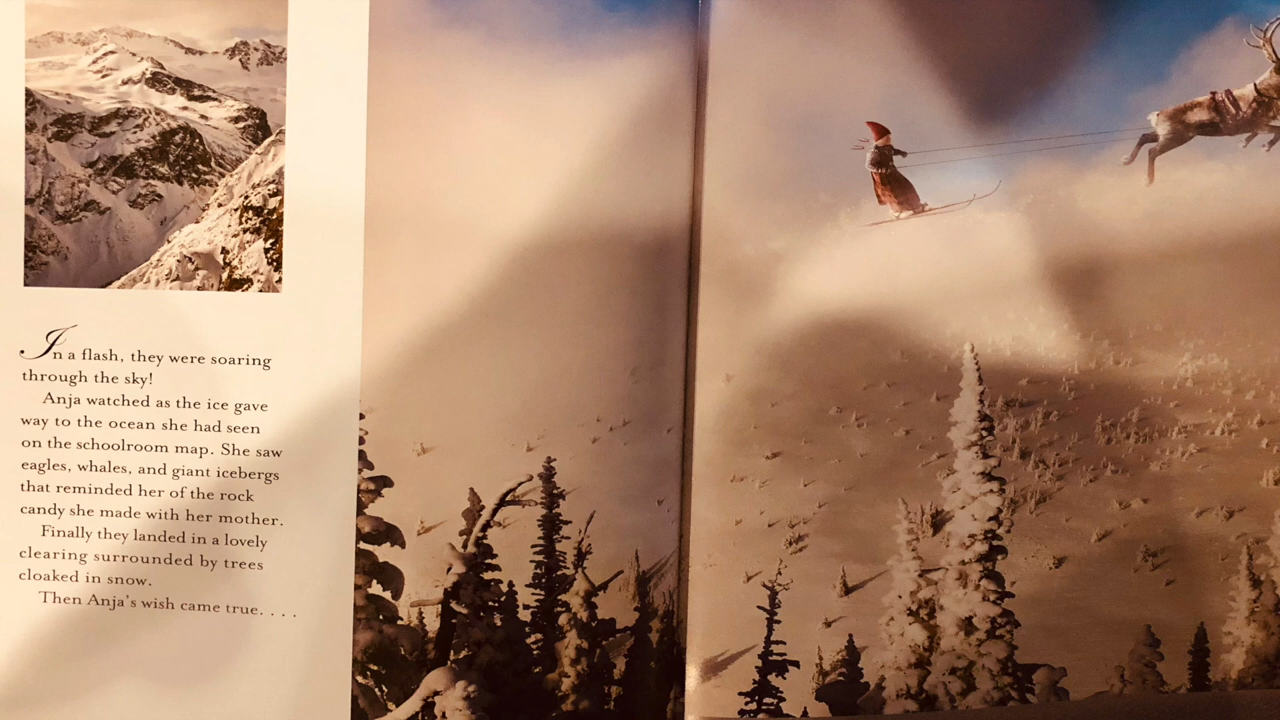 In a flash, they were soaring
through the sky!
Anja watched as the ice gave
way to the ocean she had seen
on the schoolroom map. She saw
eagles, whales, and giant icebergs
that reminded her of the rock
candy she made with her mother.
Finally they landed in a lovely
clearing surrounded by trees
cloaked in snow.
Then Anja's wish came true. . . .